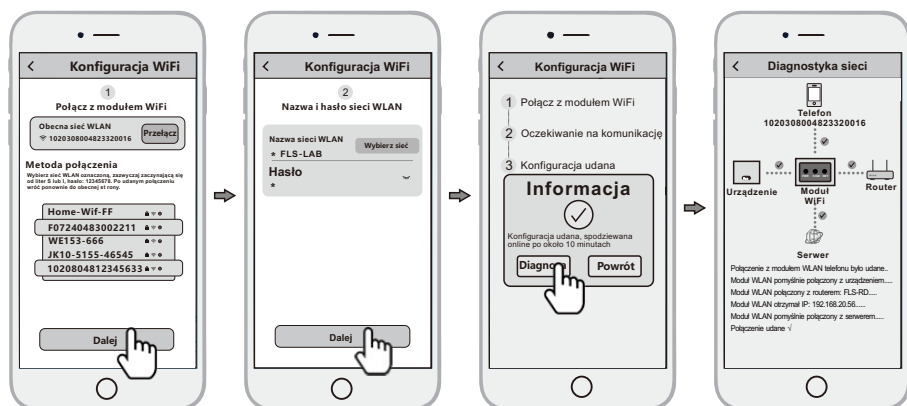 Konfiguracja WiFi
1
Połącz z modułem WiFi
Obecna sieć WLAN
1020308004823320016
Przełącz
Metoda połączenia
Wybierz sieć WLAN oznaczoną, zazwyczaj zaczynającą się
od liter S lub I, hasło: 12345678. Po udanym połączeniu
wróć ponownie do obecnej st rony.
Home-Wif-FF
F07240483002211
WE153-666
JK10-5155-46545
1020804812345633
Dalej
Konfiguracja WiFi
2
Nazwa i hasło sieci WLAN
Nazwa sieci WLAN
Wybierz sieć
* FLS-LAB
Hasło
*
Dalej
Konfiguracja WiFi
1 Połącz z modułem WiFi
2 Oczekiwanie na komunikację
3 Konfiguracja udana
Informacja
Konfiguracja udana, spodziewana
online po około 10 minutach
Diagnoza
Powrót
Diagnostyka sieci
Telefon
1020308004823320016
Urządzenie
Moduł
WiFi
Router
Serwer
Połączenie z modułem WLAN telefonu było udane..
Moduł WLAN pomyślnie połączony z urządzeniem.....
Moduł WLAN połączony z routerem: FLS-RD.....
Moduł WLAN otrzymał IP: 192.168.20.56......
Moduł WLAN pomyślnie połączony z serwerem.....
Połączenie udane √